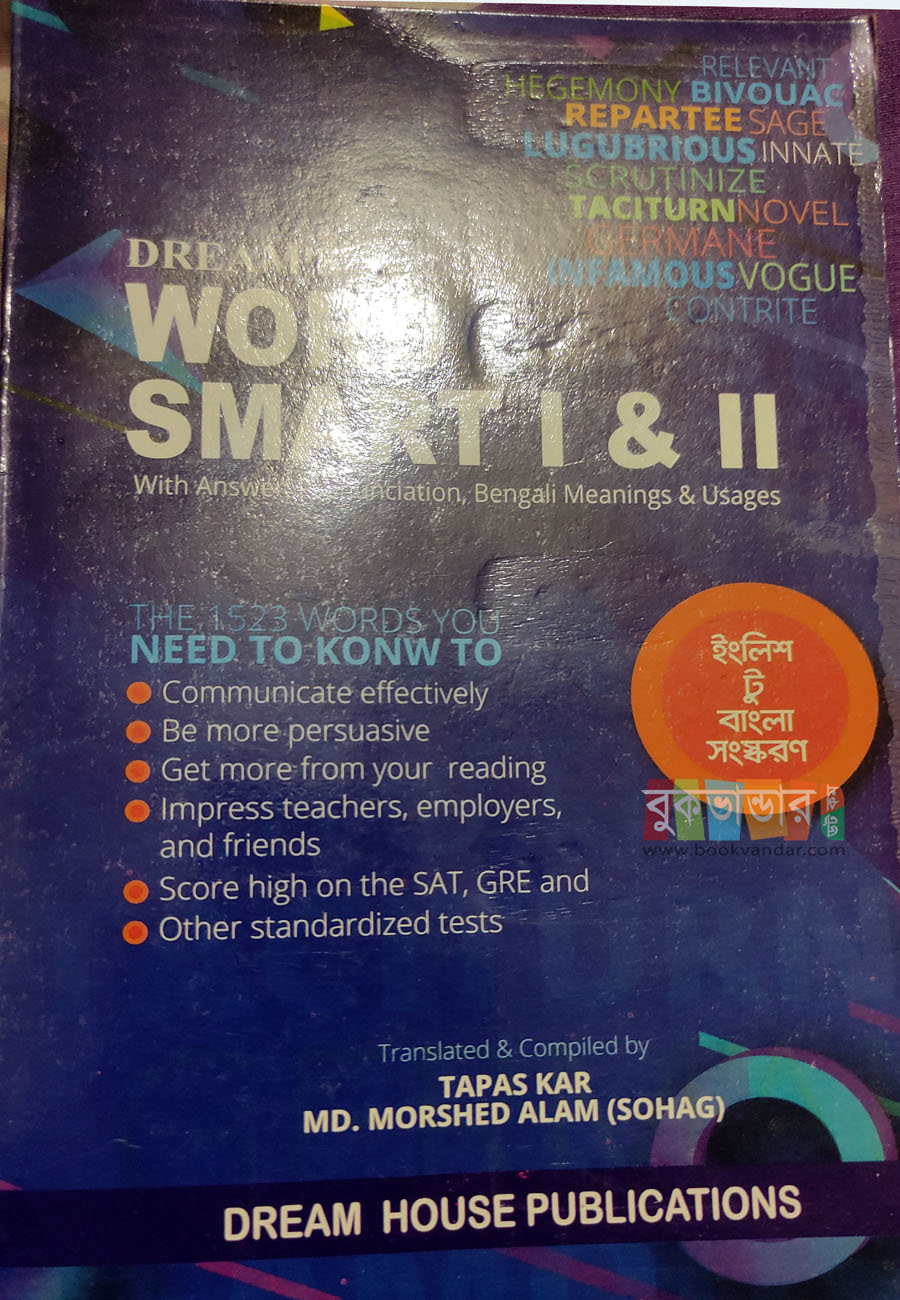 RELEVANT
HEGEMONY BIVOUAC
REPARTEE SAGE
LUGUBRIOUS INNATE
SCRUTINIZE
TACITURN NOVEL
GERMANE
INFAMOUS VOGUE
CONTRITE
SMART I & II
With Bengali Meanings & Usages
THE 1523 WORDS YOU
NEED TO KONW TO
Communicate effectively
Be more persuasive
Get more from your reading
Impress teachers, employers,
and friends
Score high on the SAT, GRE and
Other standardized tests
ইংলিশ
টু
বাংলা
সংস্করণ
বুকভান্ডার ডট কম
www.bookvandar.com
Translated & Compiled by
TAPAS KAR
MD. MORSHED ALAM (SOHAG)
DREAM HOUSE PUBLICATIONS